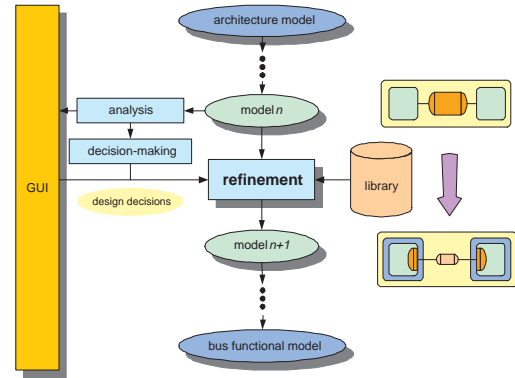 architecture model
model n
analysis
decision-making
GUI
refinement
library
design decisions
model n+1
bus functional model